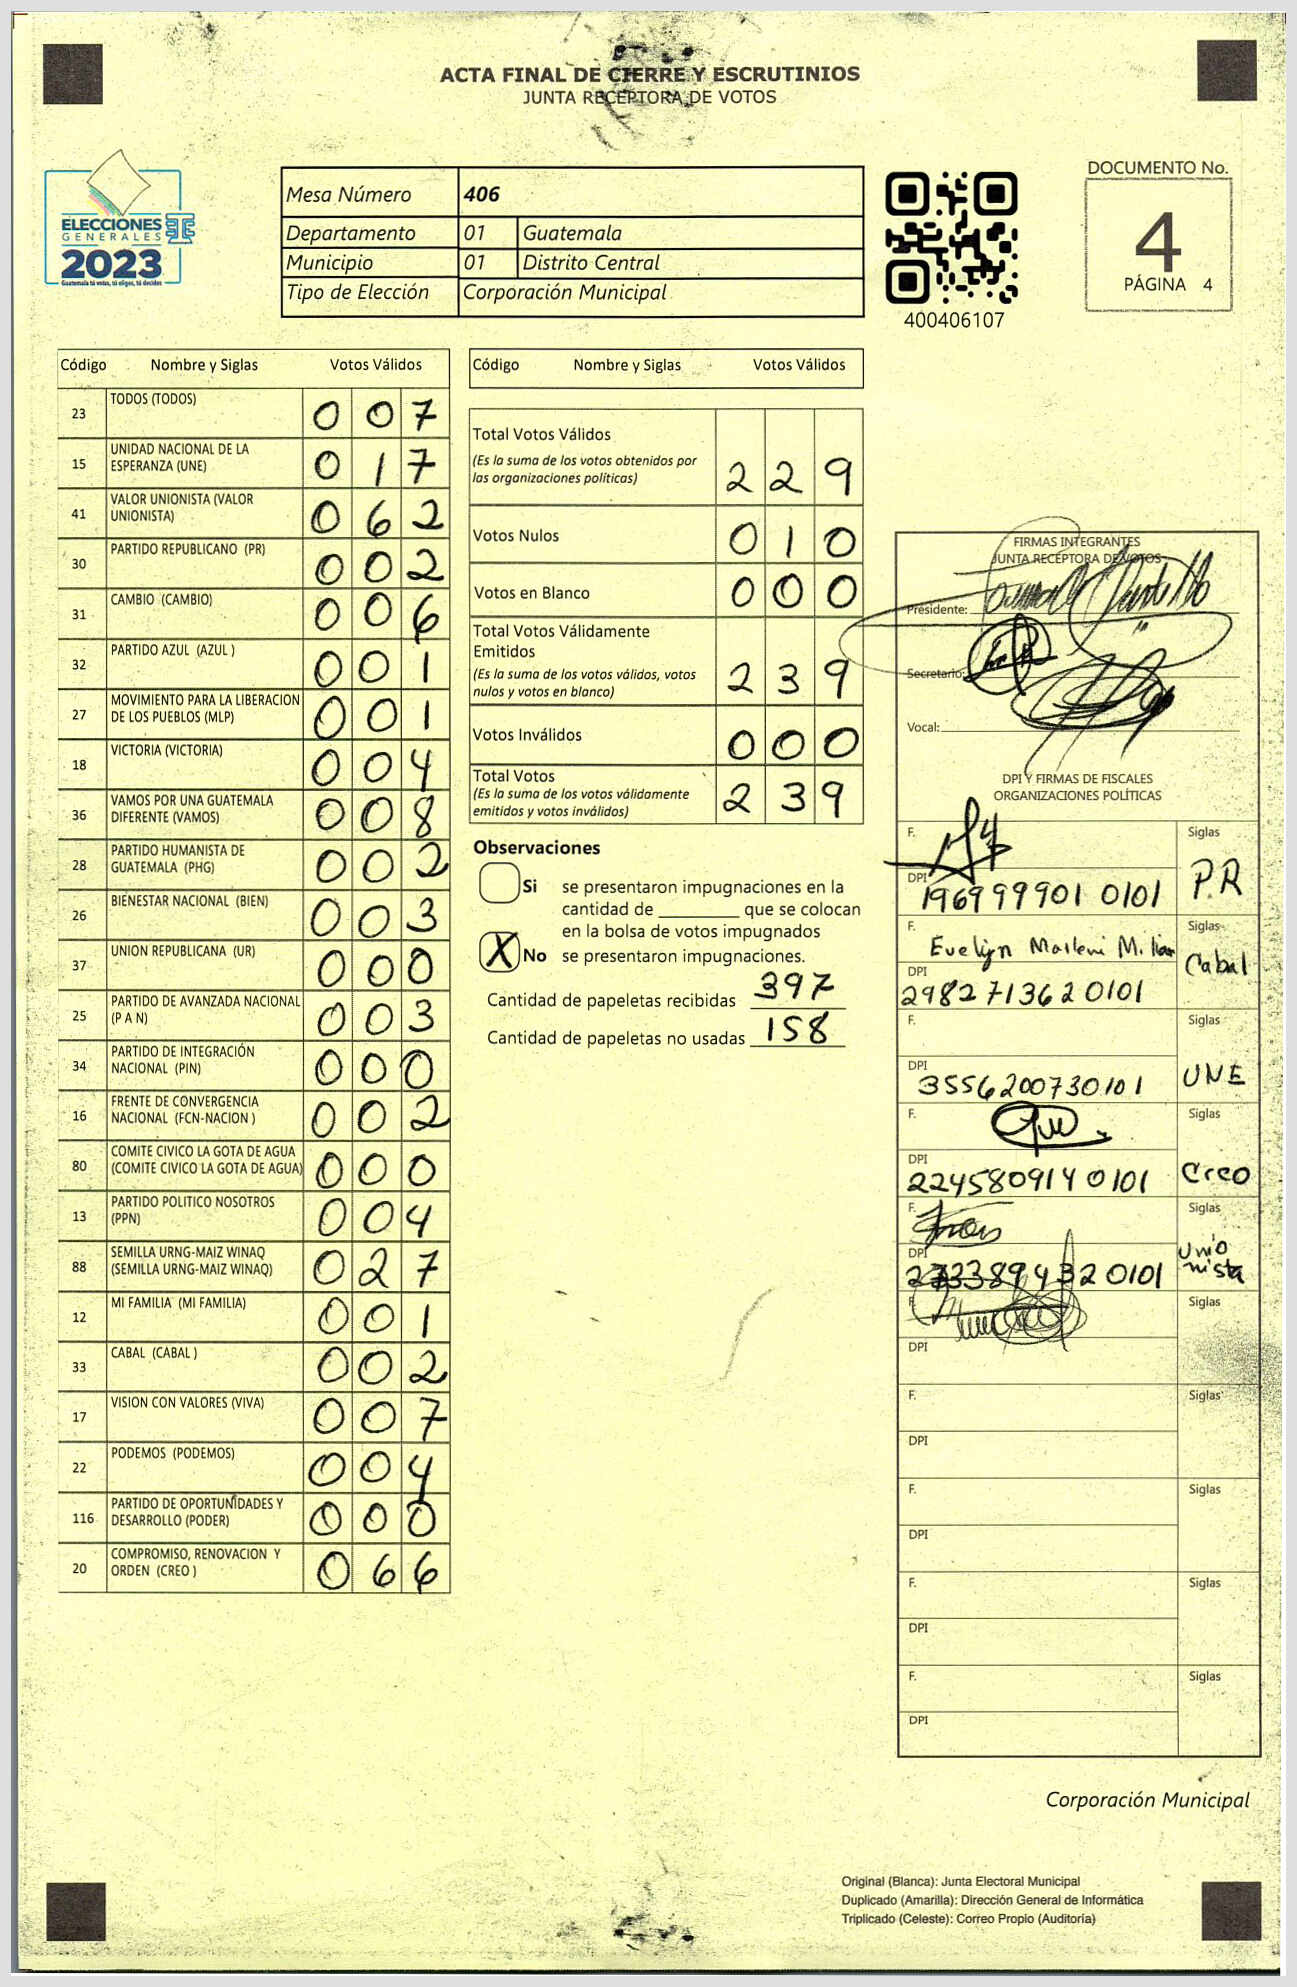 ACTA FINAL DE CIERRE Y ESCRUTINIOS
JUNTA RECEPTORA DE VOTOS
ELECCIONES
GENERALES
2023
Guatemala tú votas, tú eliges, tú decides
Mesa Número 406
Departamento 01 Guatemala
Municipio 01 Distrito Central
Tipo de Elección Corporación Municipal
400406107
DOCUMENTO No.
4
PÁGINA 4
Código Nombre y Siglas Votos Válidos
23 TODOS (TODOS) 0 0 7
15 UNIDAD NACIONAL DE LA
ESPERANZA (UNE) 0 1 7
41 VALOR UNIONISTA (VALOR
UNIONISTA) 0 6 2
30 PARTIDO REPUBLICANO (PR) 0 0 2
31 CAMBIO (CAMBIO) 0 0 6
32 PARTIDO AZUL (AZUL ) 0 0 1
27 MOVIMIENTO PARA LA LIBERACION
DE LOS PUEBLOS (MLP) 0 0 1
18 VICTORIA (VICTORIA) 0 0 4
36 VAMOS POR UNA GUATEMALA
DIFERENTE (VAMOS) 0 0 8
28 PARTIDO HUMANISTA DE
GUATEMALA (PHG) 0 0 2
26 BIENESTAR NACIONAL (BIEN) 0 0 3
37 UNION REPUBLICANA (UR) 0 0 0
25 PARTIDO DE AVANZADA NACIONAL
(P A N) 0 0 3
34 PARTIDO DE INTEGRACIÓN
NACIONAL (PIN) 0 0 0
16 FRENTE DE CONVERGENCIA
NACIONAL (FCN-NACION ) 0 0 2
80 COMITE CIVICO LA GOTA DE AGUA
(COMITE CIVICO LA GOTA DE AGUA) 0 0 0
13 PARTIDO POLITICO NOSOTROS
(PPN) 0 0 4
88 SEMILLA URNG-MAIZ WINAQ
(SEMILLA URNG-MAIZ WINAQ) 0 2 7
12 MI FAMILIA (MI FAMILIA) 0 0 1
33 CABAL (CABAL ) 0 0 2
17 VISION CON VALORES (VIVA) 0 0 7
22 PODEMOS (PODEMOS) 0 0 4
116 PARTIDO DE OPORTUNIDADES Y
DESARROLLO (PODER) 0 0 0
20 COMPROMISO, RENOVACION Y
ORDEN (CREO ) 0 6 6
Código Nombre y Siglas Votos Válidos
Total Votos Válidos
(Es la suma de los votos obtenidos por
las organizaciones políticas) 2 2 9
Votos Nulos 0 1 0
Votos en Blanco 0 0 0
Total Votos Válidamente
Emitidos
(Es la suma de los votos válidos, votos
nulos y votos en blanco) 2 3 9
Votos Inválidos 0 0 0
Total Votos
(Es la suma de los votos válidamente
emitidos y votos inválidos) 2 3 9
Observaciones
Si se presentaron impugnaciones en la
cantidad de ________ que se colocan
en la bolsa de votos impugnados
X No se presentaron impugnaciones.
Cantidad de papeletas recibidas 397
Cantidad de papeletas no usadas 158
FIRMAS INTEGRANTES
JUNTA RECEPTORA DE VOTOS
Presidente:
Secretario:
Vocal:
DPI Y FIRMAS DE FISCALES
ORGANIZACIONES POLÍTICAS
F. Siglas
P.R
DPI 196999901 0101
F. Evelyn Marleni Milian Siglas
Cabal
DPI 2982713620101
F. Siglas
UNE
DPI 3556200730101
F. Siglas
Creo
DPI 2245809140101
F. Siglas
Unio
nista
DPI 2733894320101
F. Siglas
DPI
F. Siglas
DPI
F. Siglas
DPI
F. Siglas
DPI
F. Siglas
DPI
Corporación Municipal
Original (Blanca): Junta Electoral Municipal
Duplicado (Amarilla): Dirección General de Informática
Triplicado (Celeste): Correo Propio (Auditoría)